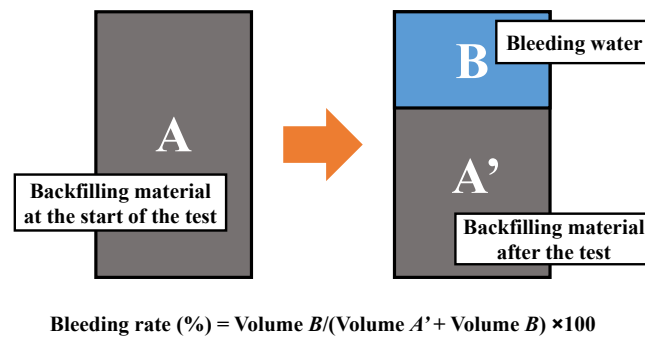 A
Backfilling material
at the start of the test
B
Bleeding water
A’
Backfilling material
after the test
Bleeding rate (%) = Volume B/(Volume A’ + Volume B) ×100